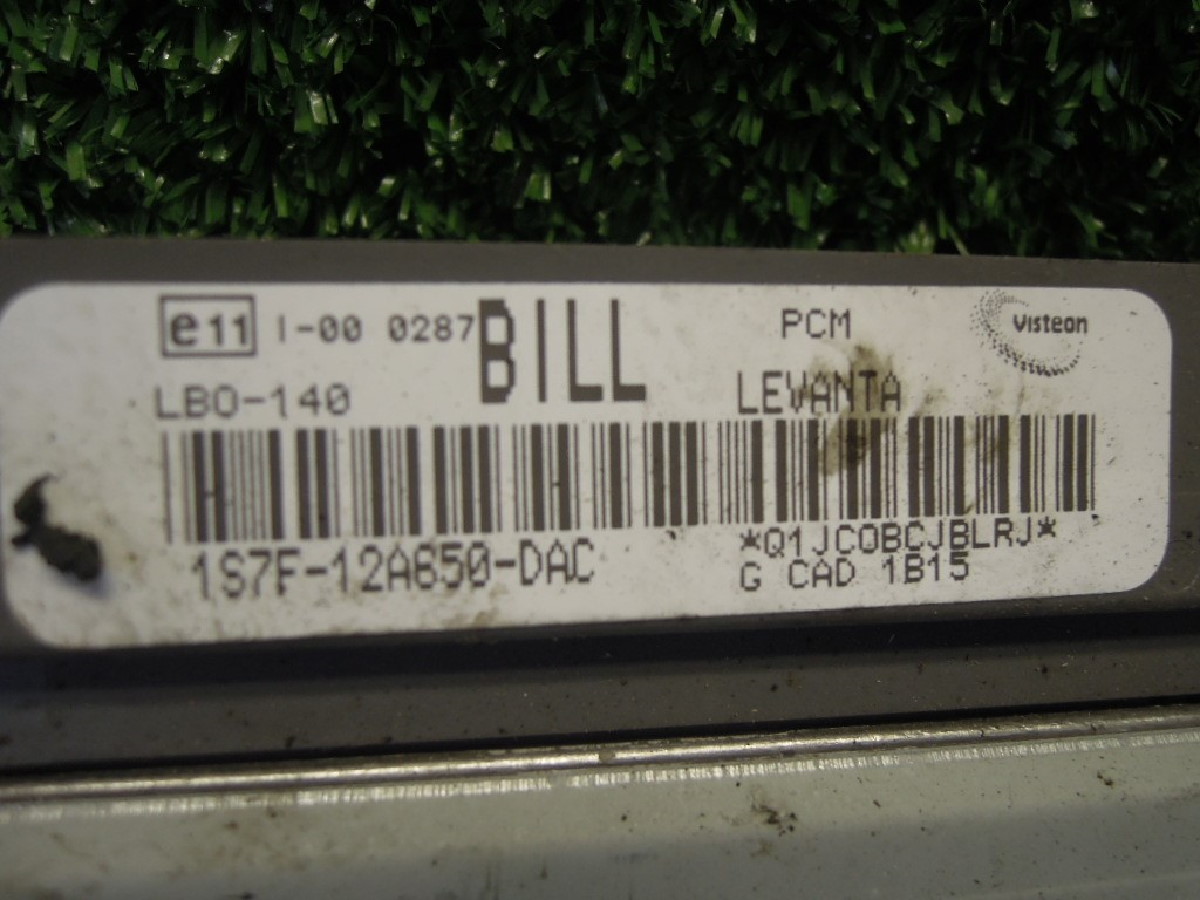 e11 I-00 0287 BILL PCM Visteon
LBO-140 LEVANTA
1S7F-12A650-DAC *Q1JCOBCJBLRJ*
G CAD 1B15